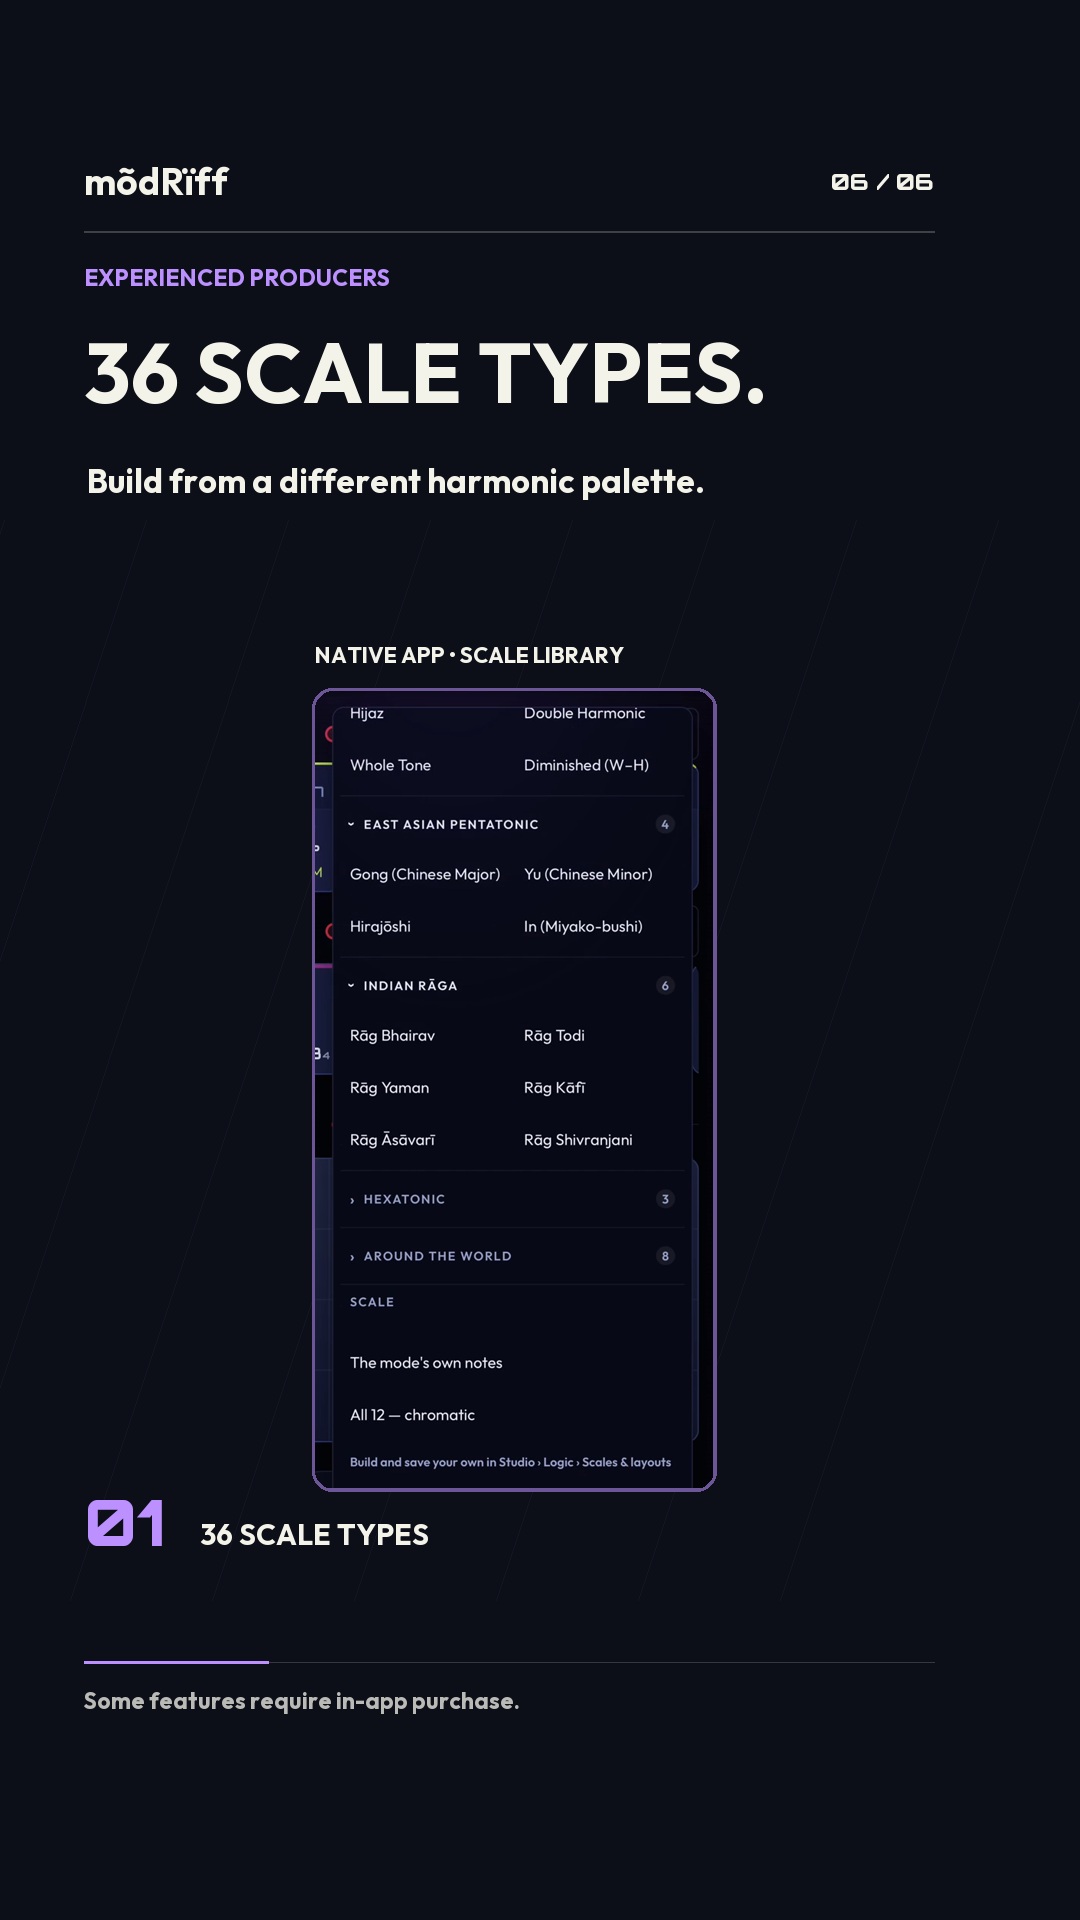 mõdRïff
06 / 06
EXPERIENCED PRODUCERS
36 SCALE TYPES.
Build from a different harmonic palette.
NATIVE APP • SCALE LIBRARY
Hijaz Double Harmonic
Whole Tone Diminished (W–H)
EAST ASIAN PENTATONIC 4
Gong (Chinese Major) Yu (Chinese Minor)
Hirajōshi In (Miyako-bushi)
INDIAN RĀGA 6
Rāg Bhairav Rāg Todi
Rāg Yaman Rāg Kāfī
Rāg Āsāvarī Rāg Shivranjani
› HEXATONIC 3
› AROUND THE WORLD 8
SCALE
The mode's own notes
All 12 — chromatic
Build and save your own in Studio › Logic › Scales & layouts
01 36 SCALE TYPES
Some features require in-app purchase.